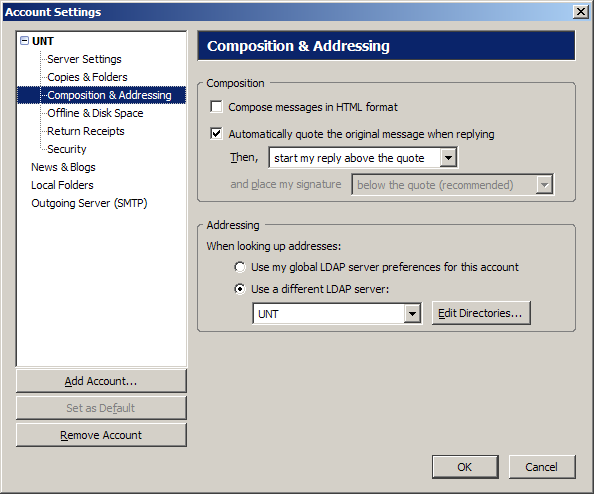 Account Settings
UNT
Server Settings
Copies & Folders
Composition & Addressing
Offline & Disk Space
Return Receipts
Security
News & Blogs
Local Folders
Outgoing Server (SMTP)
Add Account...
Set as Default
Remove Account
Composition & Addressing
Composition
Compose messages in HTML format
Automatically quote the original message when replying
Then, start my reply above the quote
and place my signature below the quote (recommended)
Addressing
When looking up addresses:
Use my global LDAP server preferences for this account
Use a different LDAP server:
UNT Edit Directories...
OK Cancel